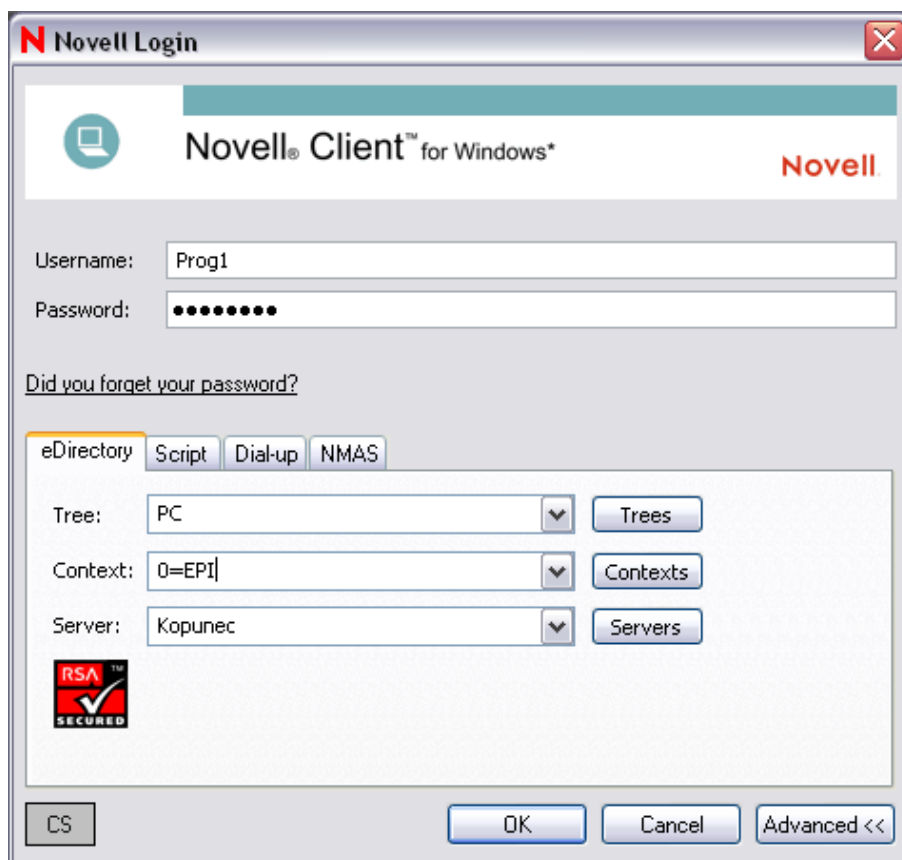 N Novell Login
Novell® Client™ for Windows*
Novell.
Username: Prog1
Password: ••••••••
Did you forget your password?
eDirectory Script Dial-up NMAS
Tree: PC Trees
Context: O=EPI Contexts
Server: Kopunec Servers
RSA ™
SECURED
CS OK Cancel Advanced <<